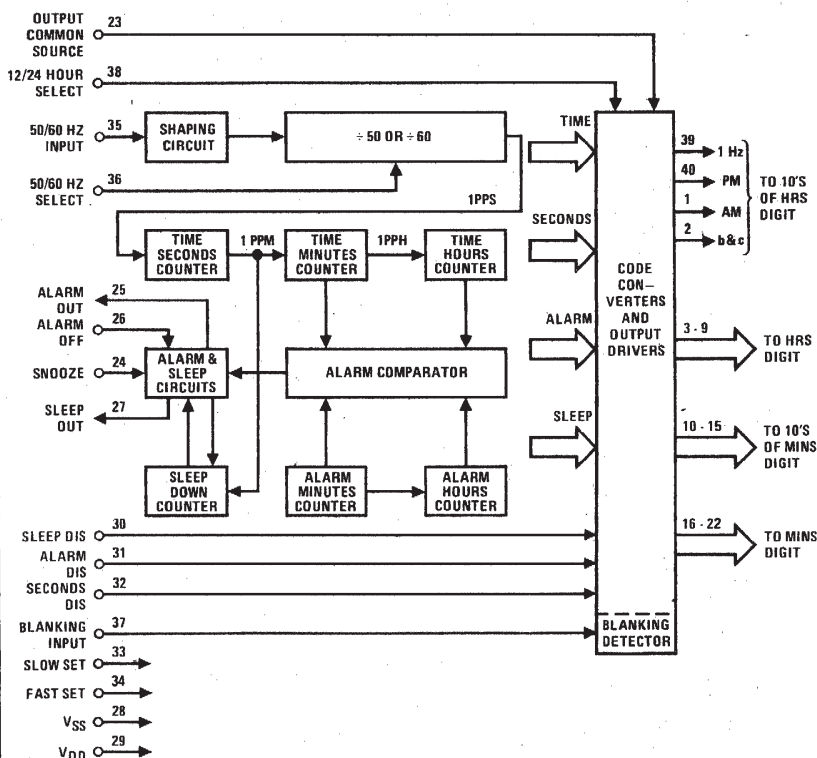 OUTPUT
COMMON
SOURCE
23
12/24 HOUR
SELECT
38
50/60 HZ
INPUT
35
SHAPING
CIRCUIT
÷ 50 OR ÷ 60
50/60 HZ
SELECT
36
1PPS
TIME
SECONDS
COUNTER
1 PPM
TIME
MINUTES
COUNTER
1PPH
TIME
HOURS
COUNTER
ALARM
OUT
25
ALARM
OFF
26
SNOOZE
24
SLEEP
OUT
27
ALARM &
SLEEP
CIRCUITS
ALARM COMPARATOR
SLEEP
DOWN
COUNTER
ALARM
MINUTES
COUNTER
ALARM
HOURS
COUNTER
SLEEP DIS
30
ALARM
DIS
31
SECONDS
DIS
32
BLANKING
INPUT
37
SLOW SET
33
FAST SET
34
VSS
28
VDD
29
TIME
SECONDS
ALARM
SLEEP
CODE
CON–
VERTERS
AND
OUTPUT
DRIVERS
BLANKING
DETECTOR
39
1 Hz
40
PM
1
AM
2
b & c
TO 10'S
OF HRS
DIGIT
3 - 9
TO HRS
DIGIT
10 - 15
TO 10'S
OF MINS
DIGIT
16 - 22
TO MINS
DIGIT